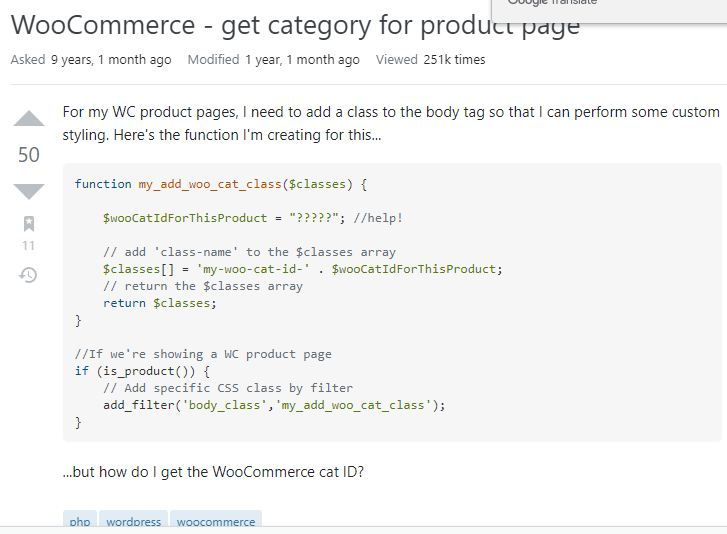 Google Translate
WooCommerce - get category for product page
Asked 9 years, 1 month ago Modified 1 year, 1 month ago Viewed 251k times
For my WC product pages, I need to add a class to the body tag so that I can perform some custom
styling. Here's the function I'm creating for this...
50
11
function my_add_woo_cat_class($classes) {
$wooCatIdForThisProduct = "?????"; //help!
// add 'class-name' to the $classes array
$classes[] = 'my-woo-cat-id-' . $wooCatIdForThisProduct;
// return the $classes array
return $classes;
}
//If we're showing a WC product page
if (is_product()) {
// Add specific CSS class by filter
add_filter('body_class','my_add_woo_cat_class');
}
...but how do I get the WooCommerce cat ID?
php wordpress woocommerce